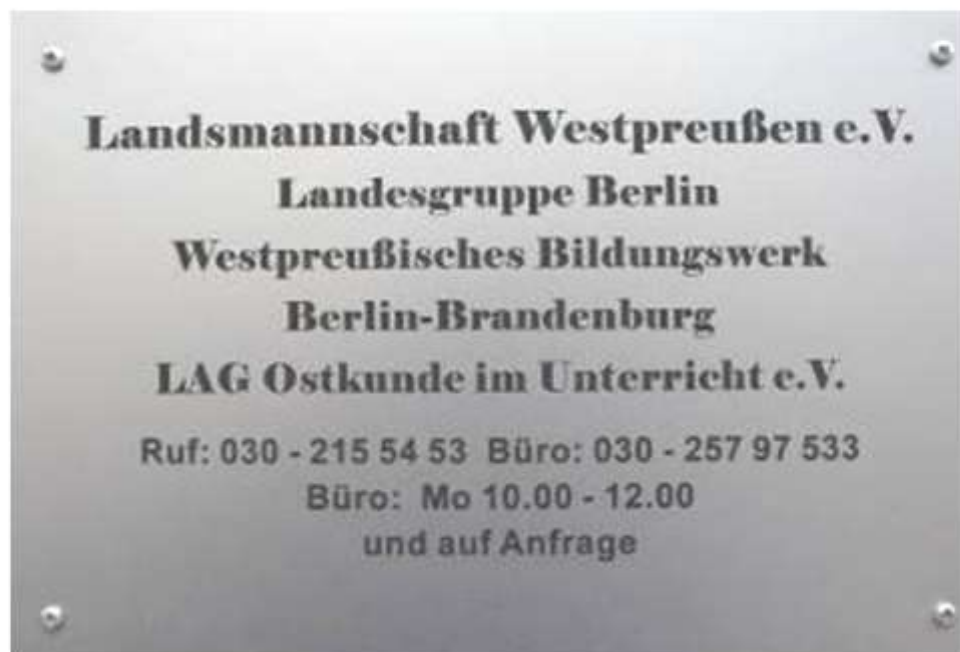 Landsmannschaft Westpreußen e.V.
Landesgruppe Berlin
Westpreußisches Bildungswerk
Berlin-Brandenburg
LAG Ostkunde im Unterricht e.V.
Ruf: 030 - 215 54 53 Büro: 030 - 257 97 533
Büro: Mo 10.00 - 12.00
und auf Anfrage